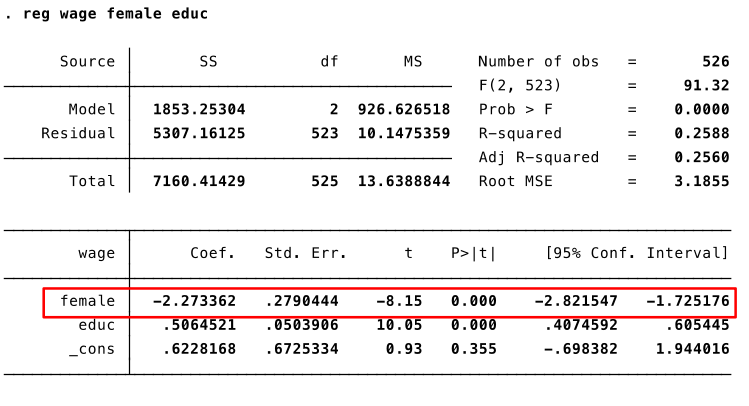 . reg wage female educ
Source SS df MS Number of obs = 526
F(2, 523) = 91.32
Model 1853.25304 2 926.626518 Prob > F = 0.0000
Residual 5307.16125 523 10.1475359 R-squared = 0.2588
Adj R-squared = 0.2560
Total 7160.41429 525 13.6388844 Root MSE = 3.1855
wage Coef. Std. Err. t P>|t| [95% Conf. Interval]
female -2.273362 .2790444 -8.15 0.000 -2.821547 -1.725176
educ .5064521 .0503906 10.05 0.000 .4074592 .605445
_cons .6228168 .6725334 0.93 0.355 -.698382 1.944016